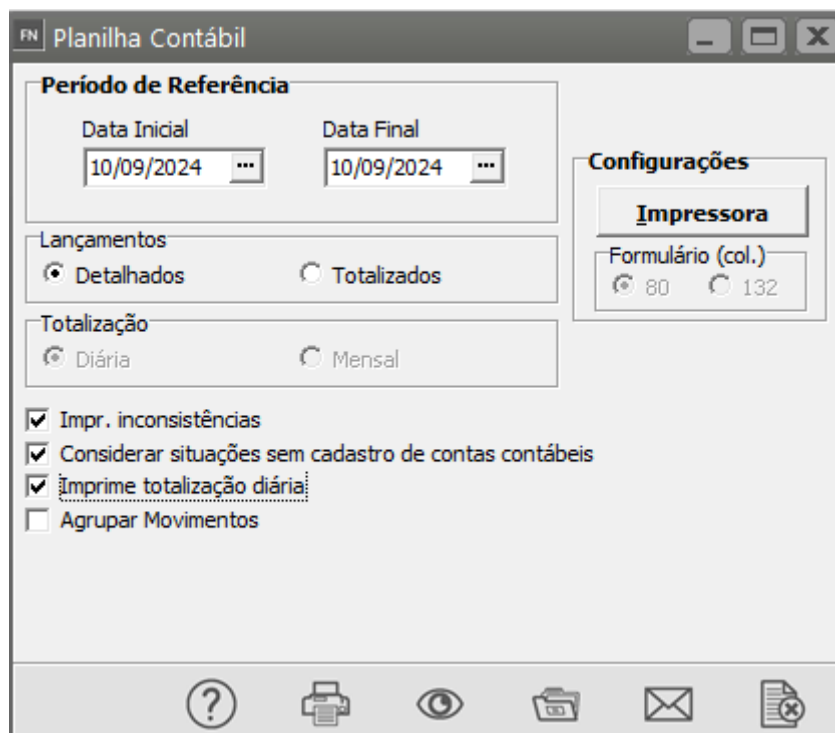 FN Planilha Contábil
Período de Referência
Data Inicial Data Final
10/09/2024 ... 10/09/2024 ...
Configurações
Impressora
Formulário (col.)
80 132
Lançamentos
Detalhados Totalizados
Totalização
Diária Mensal
Impr. inconsistências
Considerar situações sem cadastro de contas contábeis
Imprime totalização diária
Agrupar Movimentos